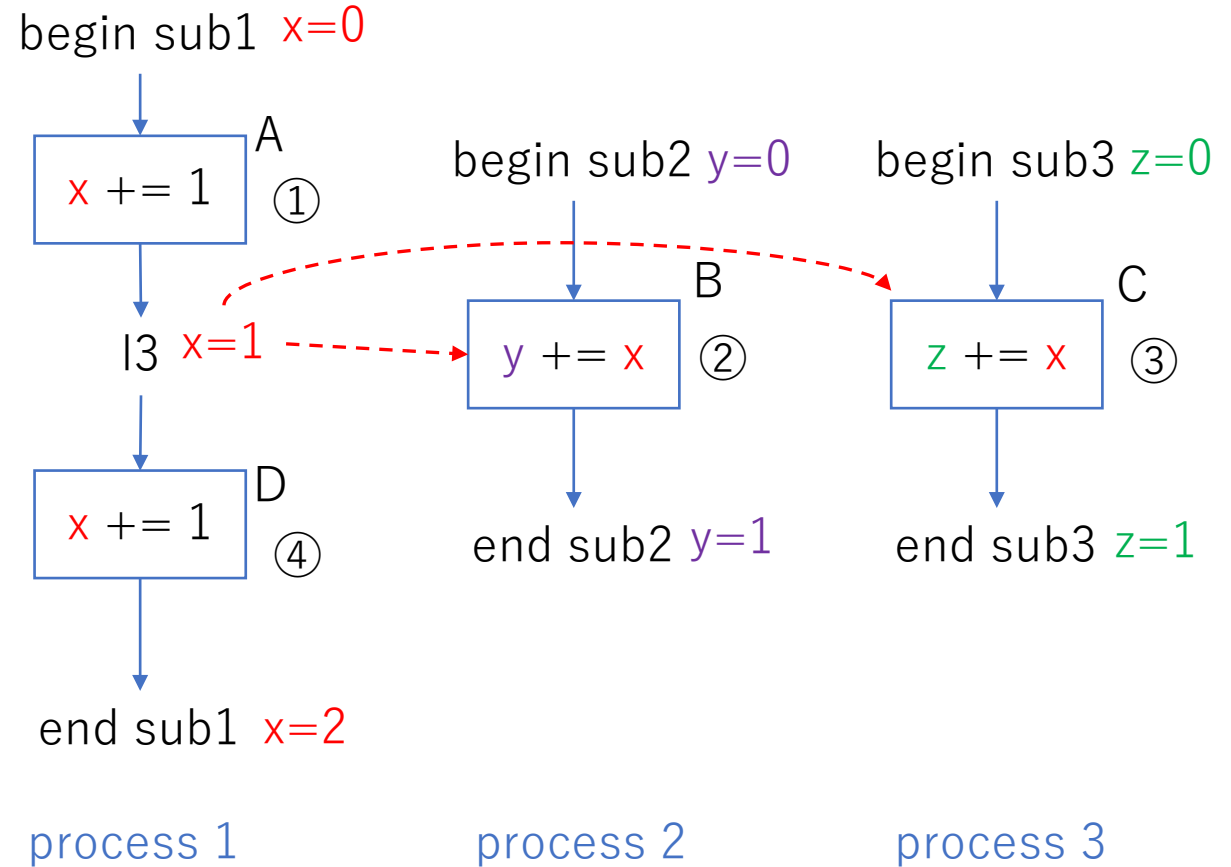 begin sub1 x=0
A
x += 1
①
l3 x=1
D
x += 1
④
end sub1 x=2
process 1
begin sub2 y=0
B
y += x
②
end sub2 y=1
process 2
begin sub3 z=0
C
z += x
③
end sub3 z=1
process 3